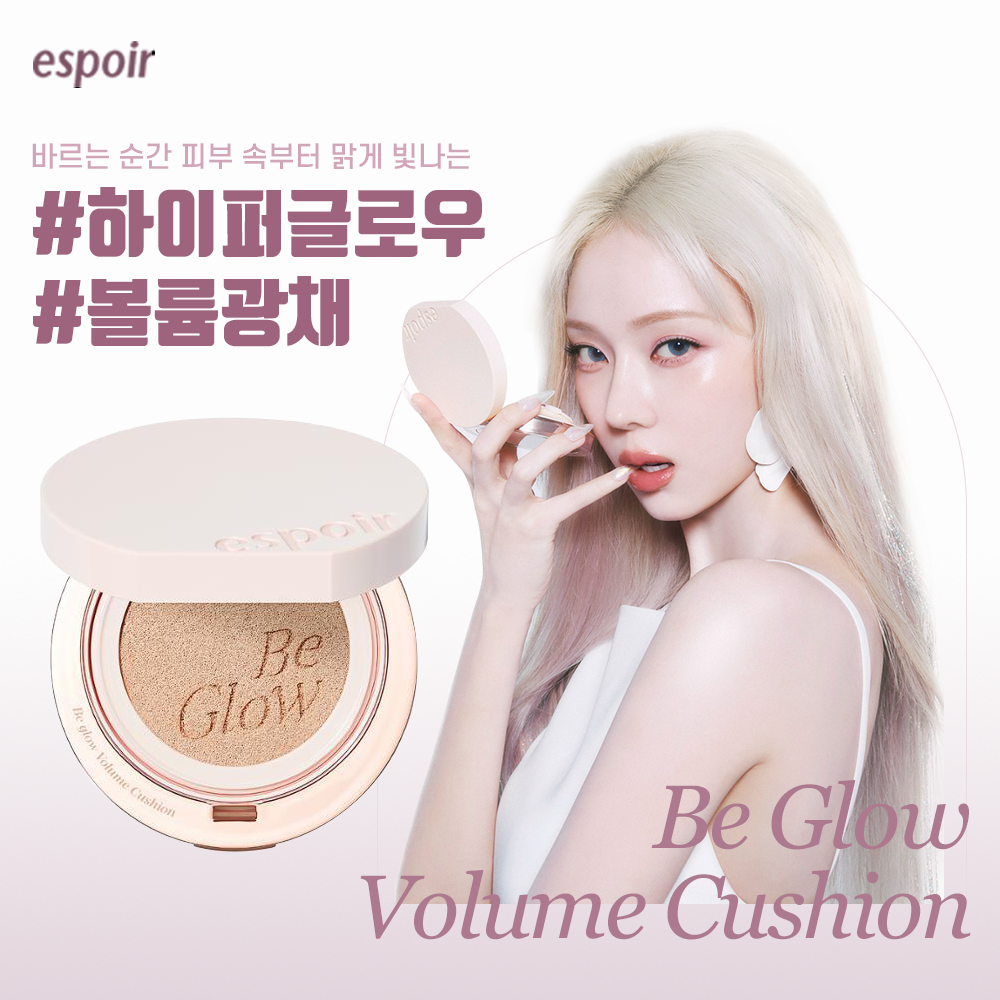 espoir
바르는 순간 피부 속부터 맑게 빛나는
#하이퍼글로우
#볼륨광채
espoir
espoir
Be
Glow
Be glow Volume Cushion
Be Glow
Volume Cushion